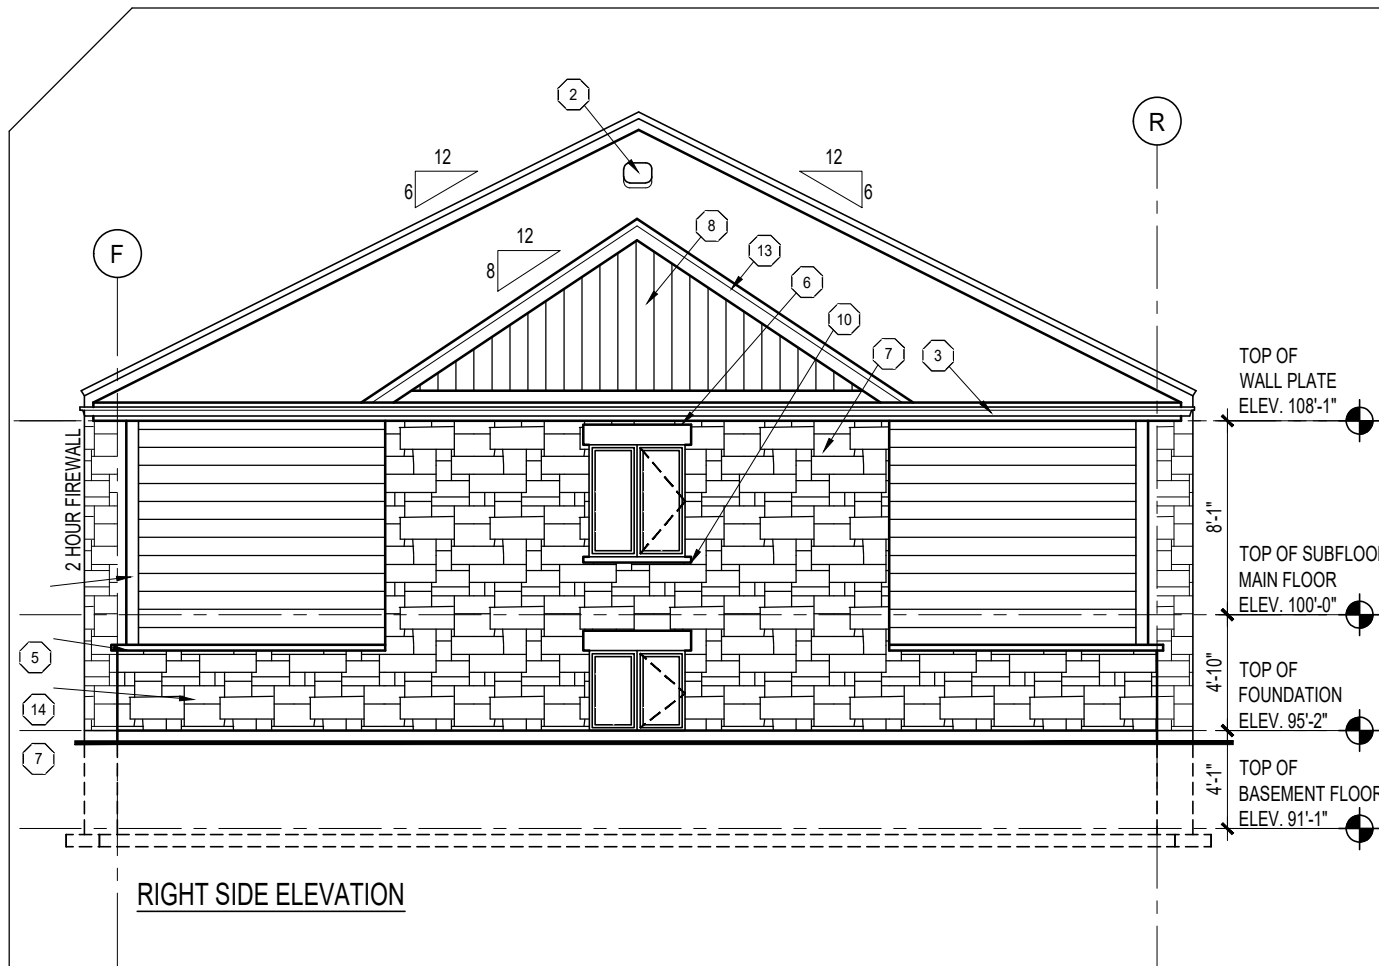 2
R
12
6
12
6
F
12
8
8
13
6
10
7
3
TOP OF
WALL PLATE
ELEV. 108'-1"
2 HOUR FIREWALL
8'-1"
TOP OF SUBFLOOR
MAIN FLOOR
ELEV. 100'-0"
5
4'-10"
TOP OF
FOUNDATION
ELEV. 95'-2"
14
7
4'-1"
TOP OF
BASEMENT FLOOR
ELEV. 91'-1"
RIGHT SIDE ELEVATION